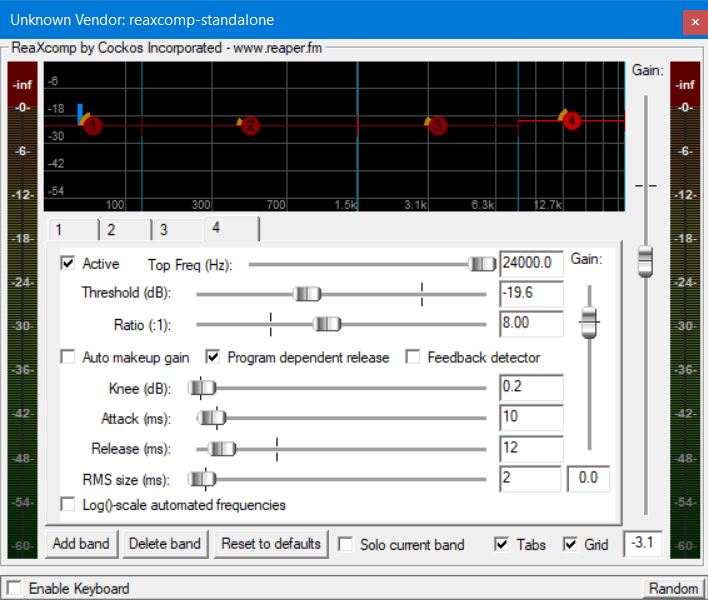 Unknown Vendor: reaxcomp-standalone
ReaXcomp by Cockos Incorporated - www.reaper.fm
-inf
-0-
-6-
-12-
-18-
-24-
-30-
-36-
-42-
-48-
-54-
-60-
-6
-18
-30
-42
-54
1
2
3
4
100
300
700
1.5k
3.1k
6.3k
12.7k
Gain:
-inf
-0-
-6-
-12-
-18-
-24-
-30-
-36-
-42-
-48-
-54-
-60-
1
2
3
4
Active
Top Freq (Hz):
24000.0
Gain:
Threshold (dB):
-19.6
Ratio (:1):
8.00
Auto makeup gain
Program dependent release
Feedback detector
Knee (dB):
0.2
Attack (ms):
10
Release (ms):
12
RMS size (ms):
2
0.0
Log()-scale automated frequencies
Add band
Delete band
Reset to defaults
Solo current band
Tabs
Grid
-3.1
Enable Keyboard
Random